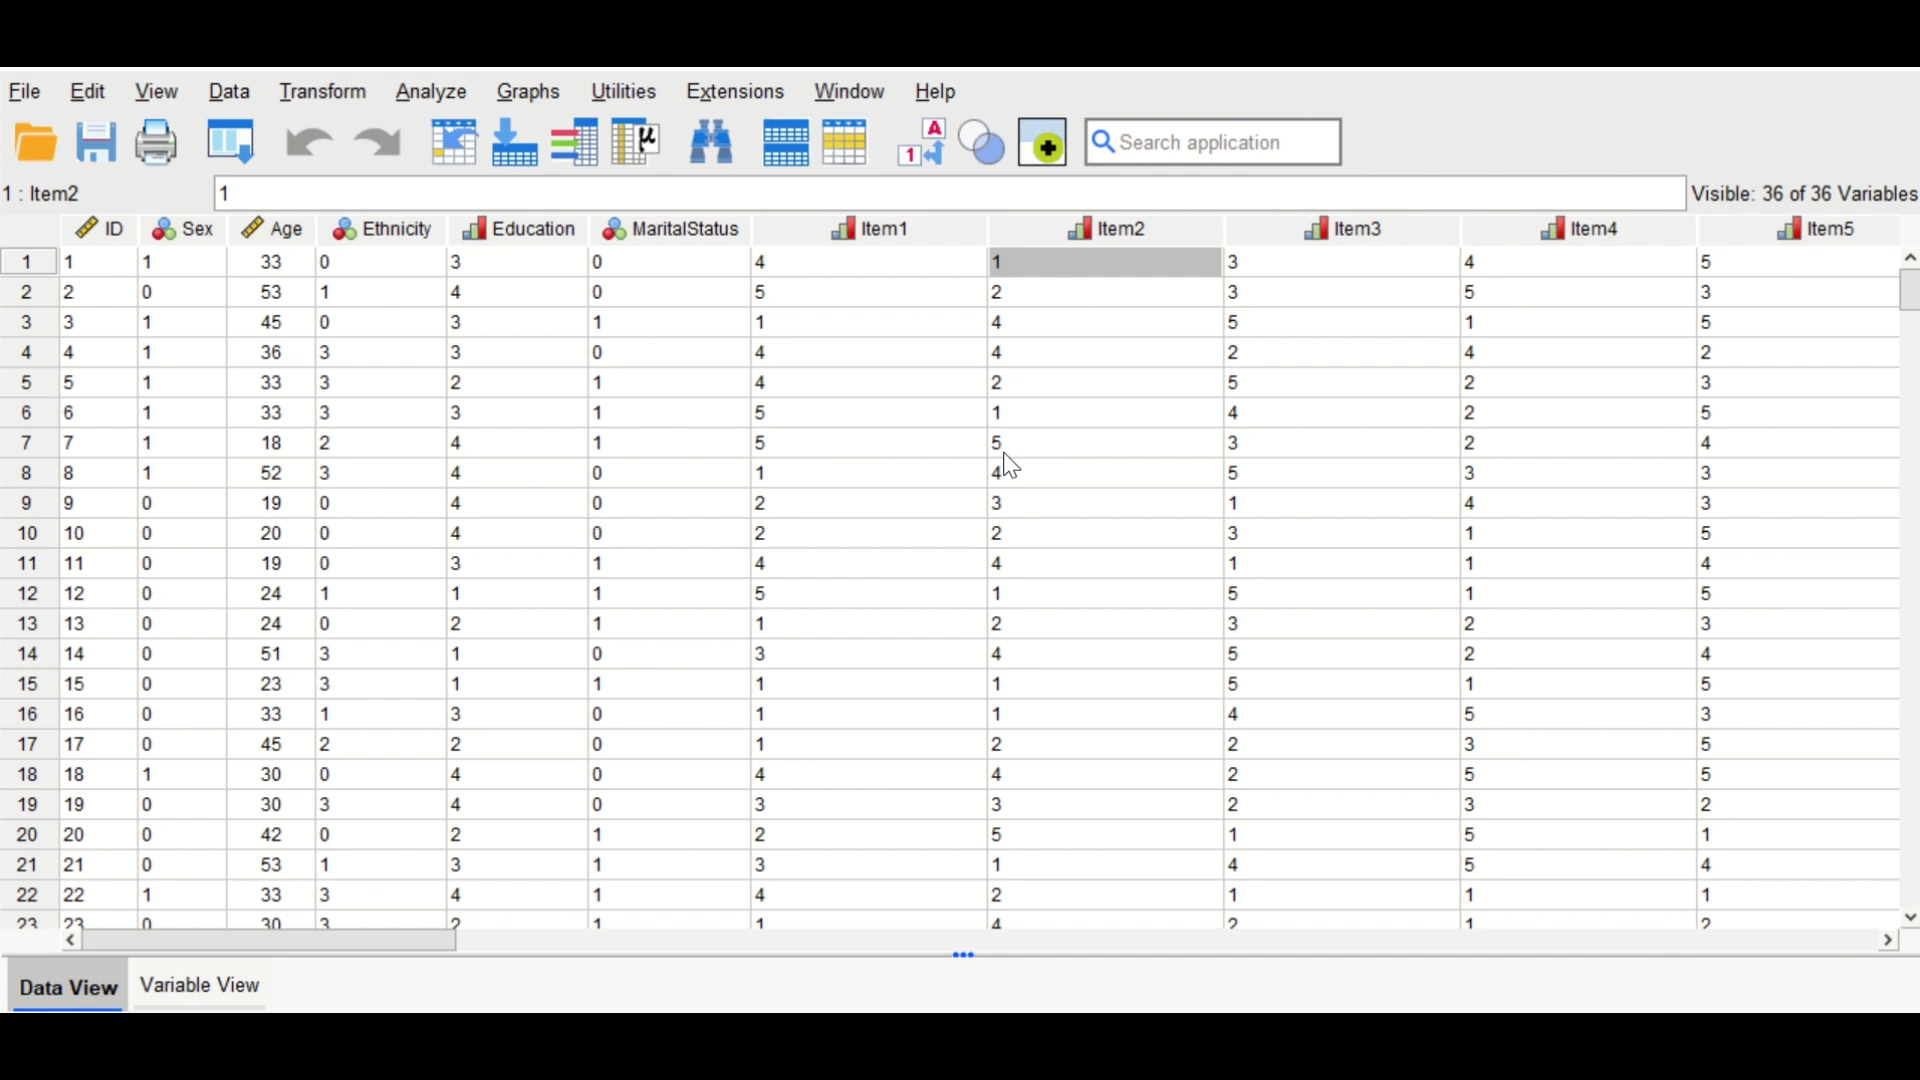 File Edit View Data Transform Analyze Graphs Utilities Extensions Window Help
μ A 1 Search application
1 : Item2 1 Visible: 36 of 36 Variables
ID Sex Age Ethnicity Education MaritalStatus Item1 Item2 Item3 Item4 Item5
1 1 1 33 0 3 0 4 1 3 4 5
2 2 0 53 1 4 0 5 2 3 5 3
3 3 1 45 0 3 1 1 4 5 1 5
4 4 1 36 3 3 0 4 4 2 4 2
5 5 1 33 3 2 1 4 2 5 2 3
6 6 1 33 3 3 1 5 1 4 2 5
7 7 1 18 2 4 1 5 5 3 2 4
8 8 1 52 3 4 0 1 4 5 3 3
9 9 0 19 0 4 0 2 3 1 4 3
10 10 0 20 0 4 0 2 2 3 1 5
11 11 0 19 0 3 1 4 4 1 1 4
12 12 0 24 1 1 1 5 1 5 1 5
13 13 0 24 0 2 1 1 2 3 2 3
14 14 0 51 3 1 0 3 4 5 2 4
15 15 0 23 3 1 1 1 1 5 1 5
16 16 0 33 1 3 0 1 1 4 5 3
17 17 0 45 2 2 0 1 2 2 3 5
18 18 1 30 0 4 0 4 4 2 5 5
19 19 0 30 3 4 0 3 3 2 3 2
20 20 0 42 0 2 1 2 5 1 5 1
21 21 0 53 1 3 1 3 1 4 5 4
22 22 1 33 3 4 1 4 2 1 1 1
23 23 0 30 3 2 1 1 4 2 1 2
Data View Variable View